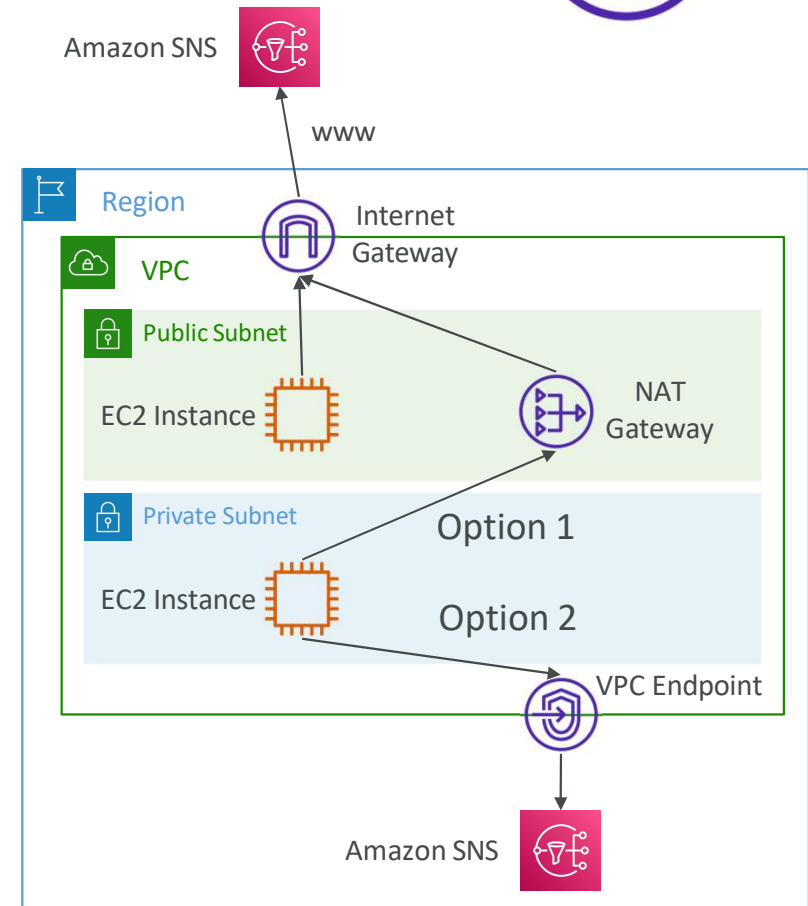 Amazon SNS
www
Region
Internet
Gateway
VPC
Public Subnet
EC2 Instance
NAT
Gateway
Private Subnet
Option 1
EC2 Instance
Option 2
VPC Endpoint
Amazon SNS